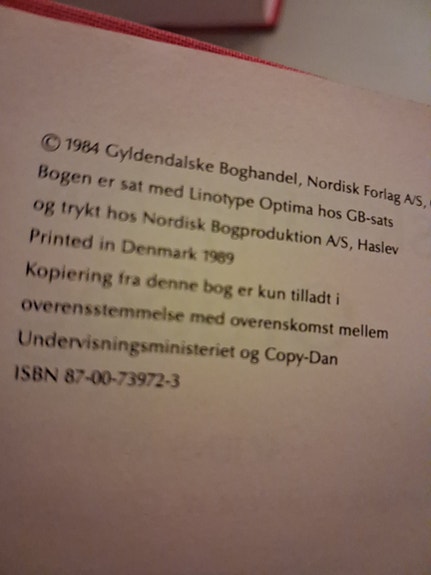 © 1984 Gyldendalske Boghandel, Nordisk Forlag A/S,
Bogen er sat med Linotype Optima hos GB-sats
og trykt hos Nordisk Bogproduktion A/S, Haslev
Printed in Denmark 1989
Kopiering fra denne bog er kun tilladt i
overensstemmelse med overenskomst mellem
Undervisningsministeriet og Copy-Dan
ISBN 87-00-73972-3